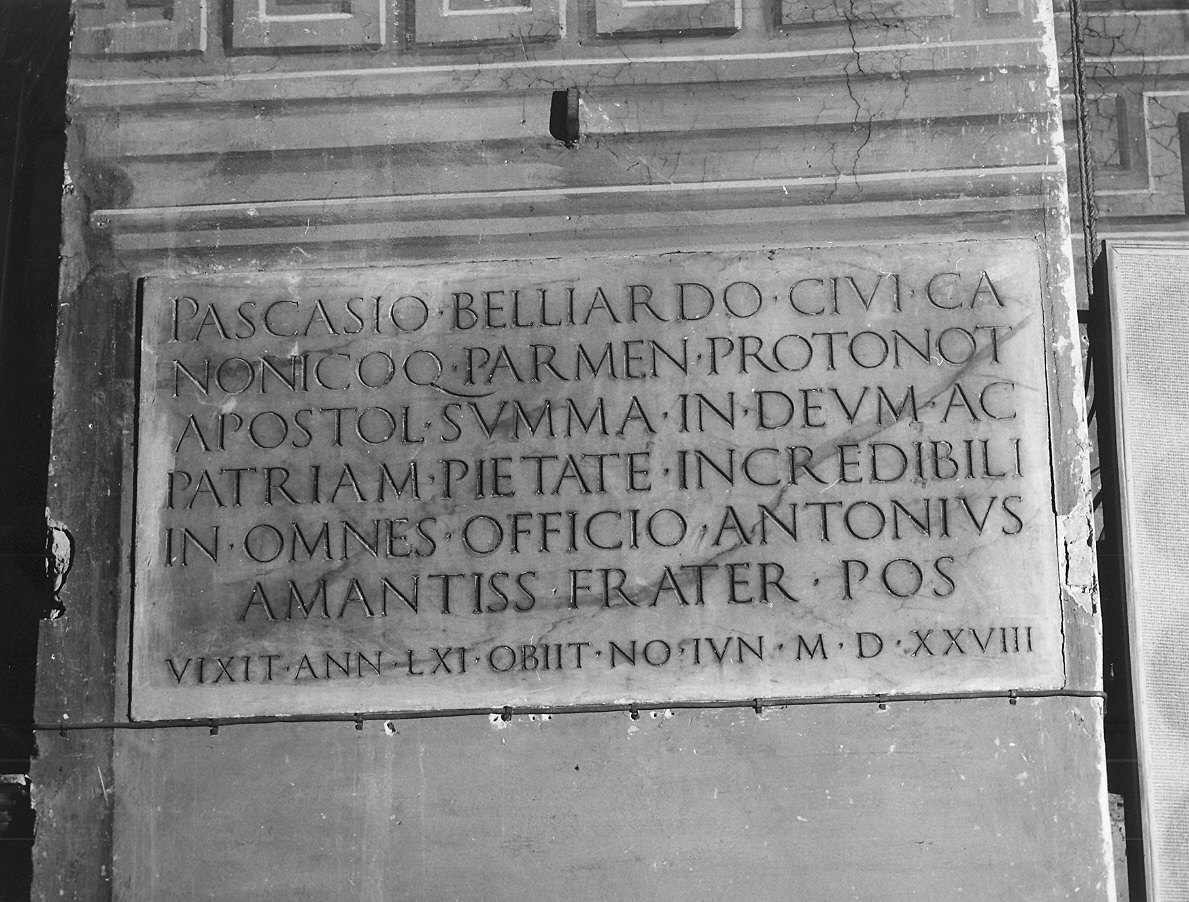 PASCASIO · BELLIARDO · CIVI · CA
NONICOQ · PARMEN · PROTONOT
APOSTOL · SVMMA · IN · DEVM · AC
PATRIAM · PIETATE · INCREDIBILI
IN · OMNES · OFFICIO · ANTONIVS
AMANTISS FRATER · POS
VIXIT · ANN · LXI · OBIIT · NO · IVN · M · D · XXVIII